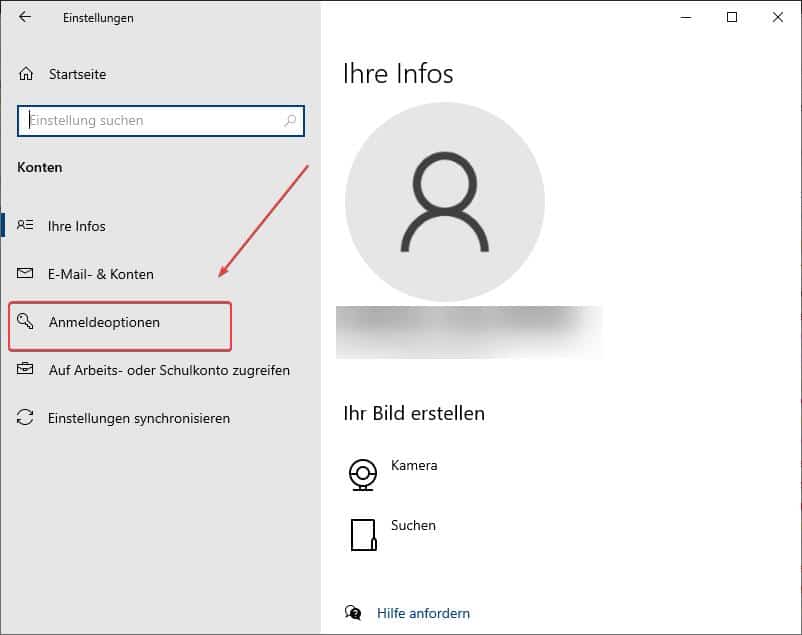 Einstellungen
Startseite
Einstellung suchen
Konten
Ihre Infos
E-Mail- & Konten
Anmeldeoptionen
Auf Arbeits- oder Schulkonto zugreifen
Einstellungen synchronisieren
Ihre Infos
Ihr Bild erstellen
Kamera
Suchen
Hilfe anfordern